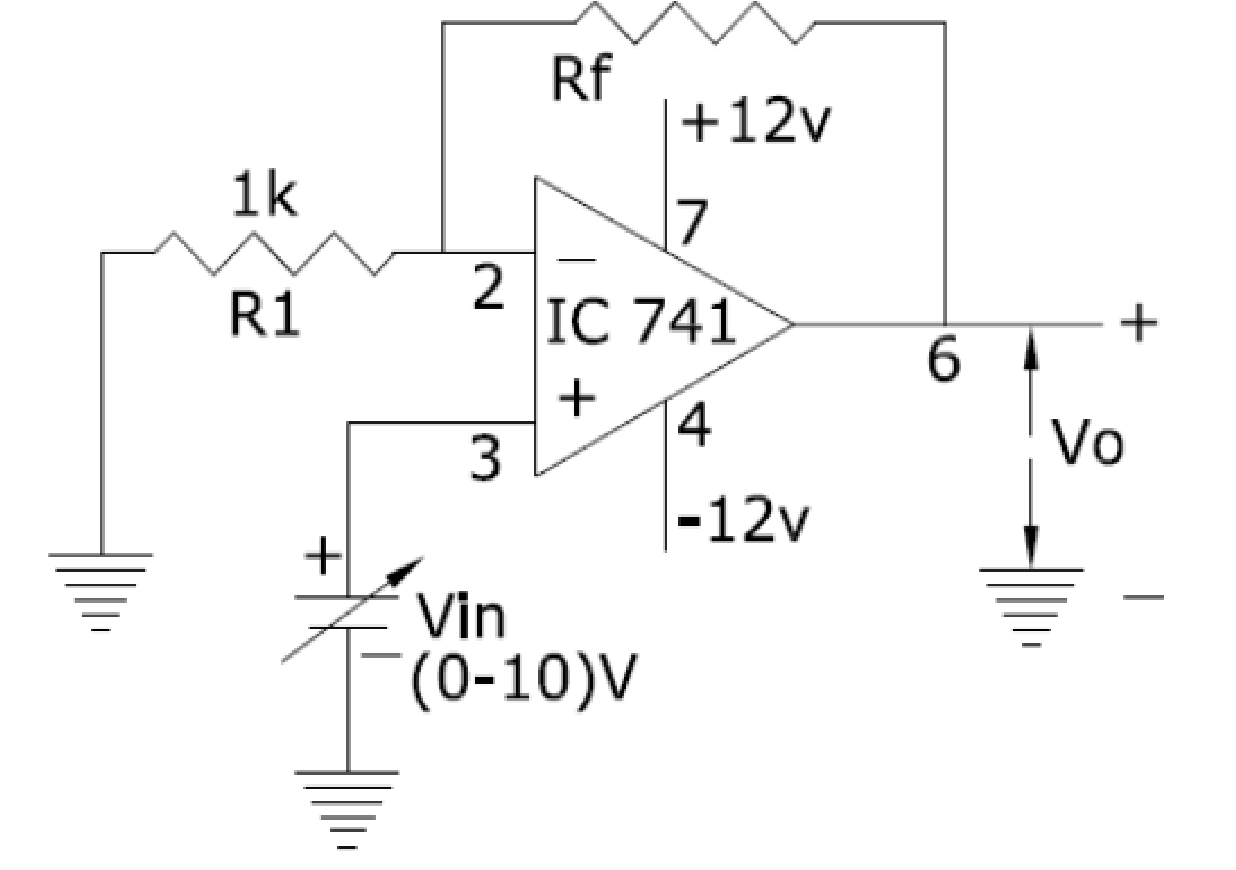 Rf
+12v
1k
7
2
−
R1
IC 741
+
6
+
3
4
Vo
-12v
+
Vin
−
(0-10)V
−